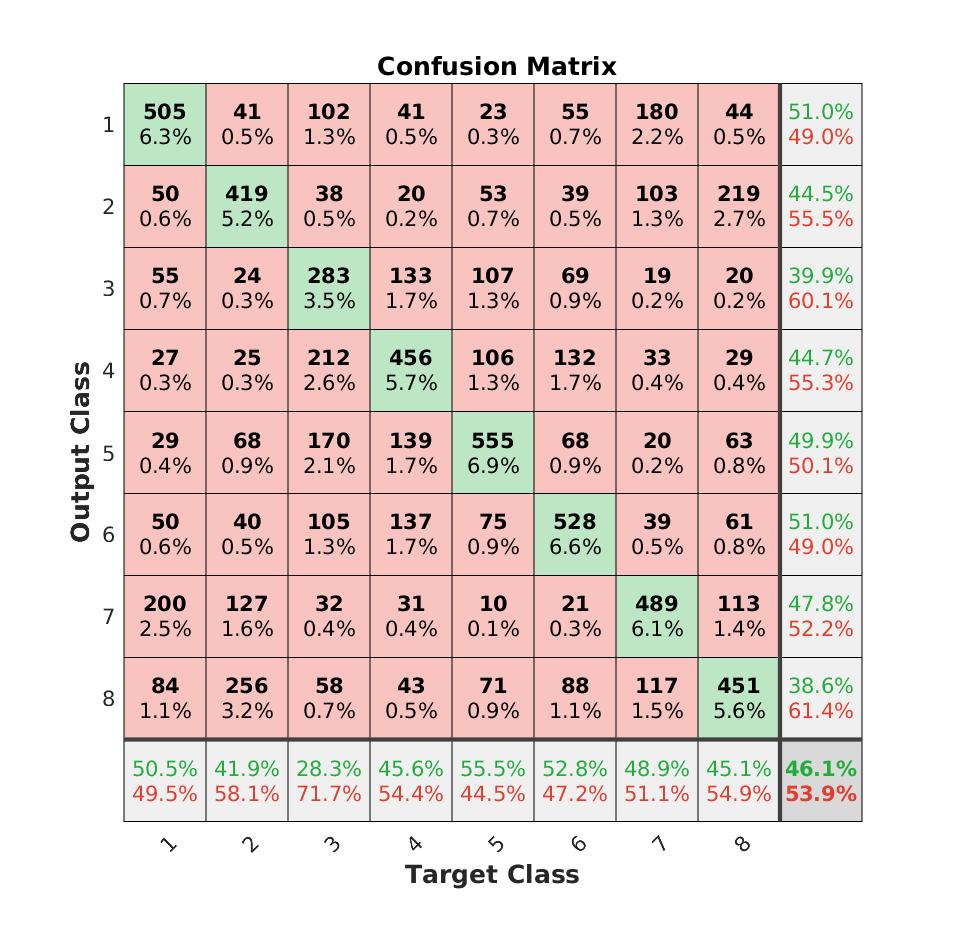 Confusion Matrix
505 41 102 41 23 55 180 44 51.0%
1
6.3% 0.5% 1.3% 0.5% 0.3% 0.7% 2.2% 0.5% 49.0%
50 419 38 20 53 39 103 219 44.5%
2
0.6% 5.2% 0.5% 0.2% 0.7% 0.5% 1.3% 2.7% 55.5%
55 24 283 133 107 69 19 20 39.9%
3
0.7% 0.3% 3.5% 1.7% 1.3% 0.9% 0.2% 0.2% 60.1%
27 25 212 456 106 132 33 29 44.7%
4
0.3% 0.3% 2.6% 5.7% 1.3% 1.7% 0.4% 0.4% 55.3%
Output Class
29 68 170 139 555 68 20 63 49.9%
5
0.4% 0.9% 2.1% 1.7% 6.9% 0.9% 0.2% 0.8% 50.1%
50 40 105 137 75 528 39 61 51.0%
6
0.6% 0.5% 1.3% 1.7% 0.9% 6.6% 0.5% 0.8% 49.0%
200 127 32 31 10 21 489 113 47.8%
7
2.5% 1.6% 0.4% 0.4% 0.1% 0.3% 6.1% 1.4% 52.2%
84 256 58 43 71 88 117 451 38.6%
8
1.1% 3.2% 0.7% 0.5% 0.9% 1.1% 1.5% 5.6% 61.4%
50.5% 41.9% 28.3% 45.6% 55.5% 52.8% 48.9% 45.1% 46.1%
49.5% 58.1% 71.7% 54.4% 44.5% 47.2% 51.1% 54.9% 53.9%
1 2 3 4 5 6 7 8
Target Class